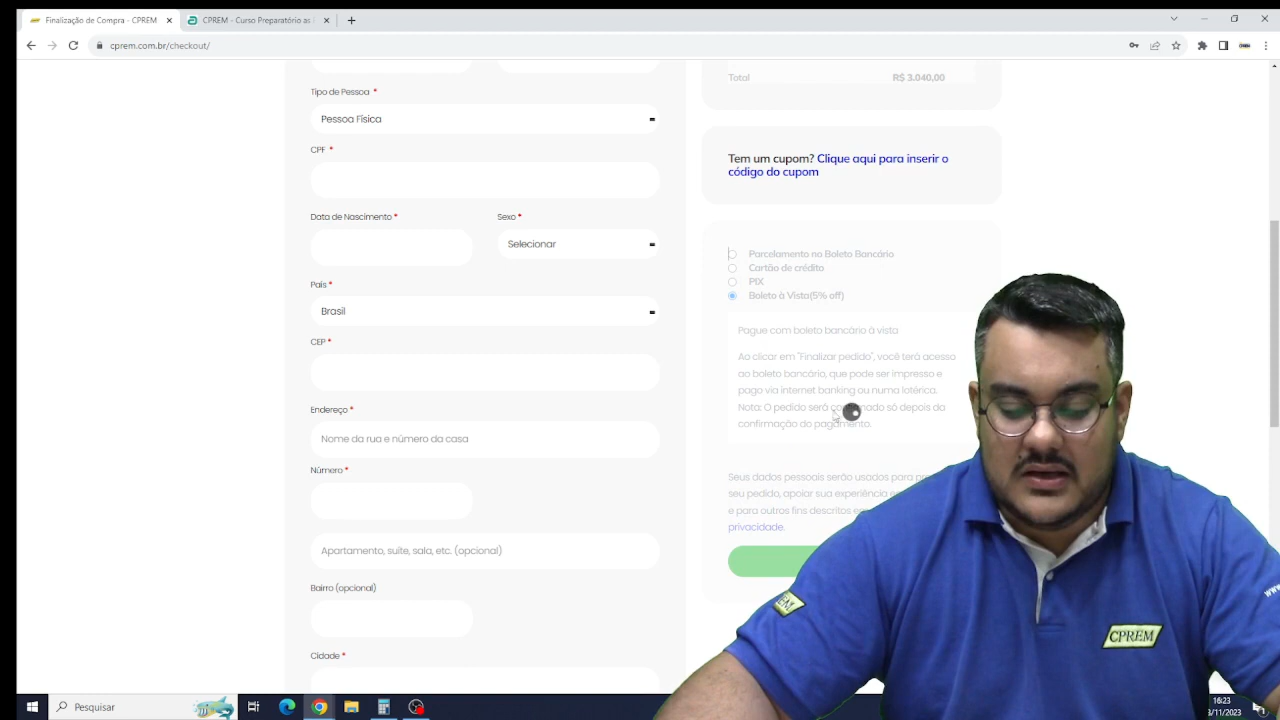 Finalização de Compra - CPREM
CPREM - Curso Preparatório as
cprem.com.br/checkout/
Tipo de Pessoa *
Pessoa Física
CPF *
Data de Nascimento *
Sexo *
Selecionar
País *
Brasil
CEP *
Endereço *
Nome da rua e número da casa
Número *
Apartamento, suíte, sala, etc. (opcional)
Bairro (opcional)
Cidade *
Total R$ 3.040,00
Tem um cupom? Clique aqui para inserir o
código do cupom
Parcelamento no Boleto Bancário
Cartão de crédito
PIX
Boleto à Vista(5% off)
Pague com boleto bancário à vista
Ao clicar em "Finalizar pedido", você terá acesso
ao boleto bancário, que pode ser impresso e
pago via internet banking ou numa lotérica.
Nota: O pedido será só depois da
confirmação do pagamento.
Seus dados pessoais serão usados para
seu pedido, apoiar sua experiência
e para outros fins descritos
privacidade.
CPREM
Pesquisar
16:23
/11/2023